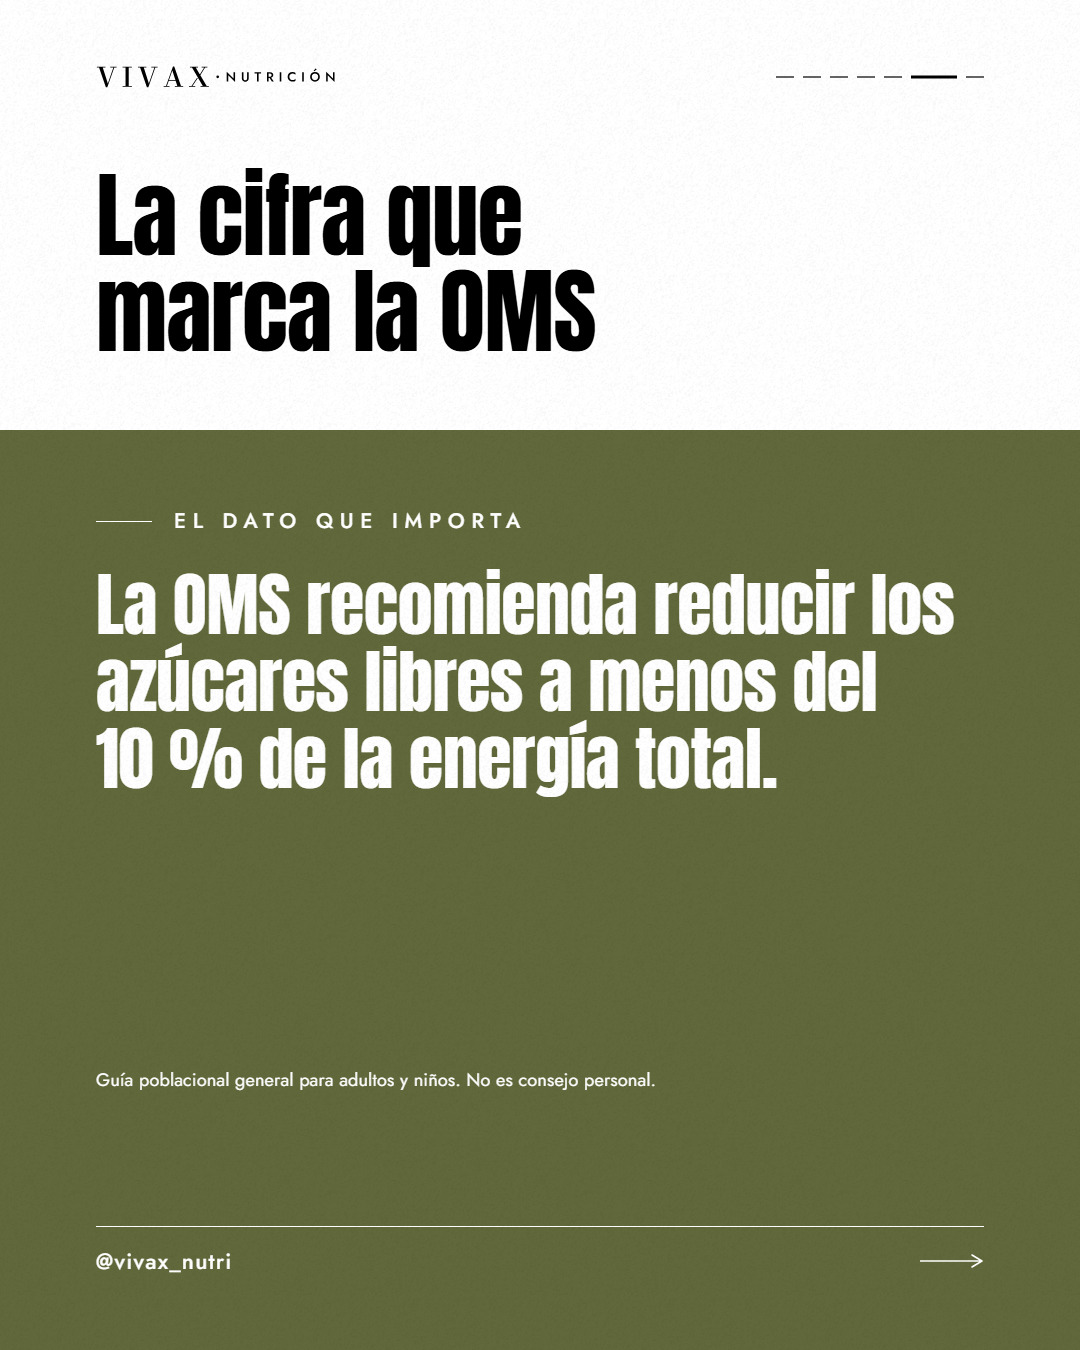 VIVAX·NUTRICIÓN
La cifra que
marca la OMS
EL DATO QUE IMPORTA
La OMS recomienda reducir los
azúcares libres a menos del
10 % de la energía total.
Guía poblacional general para adultos y niños. No es consejo personal.
@vivax_nutri